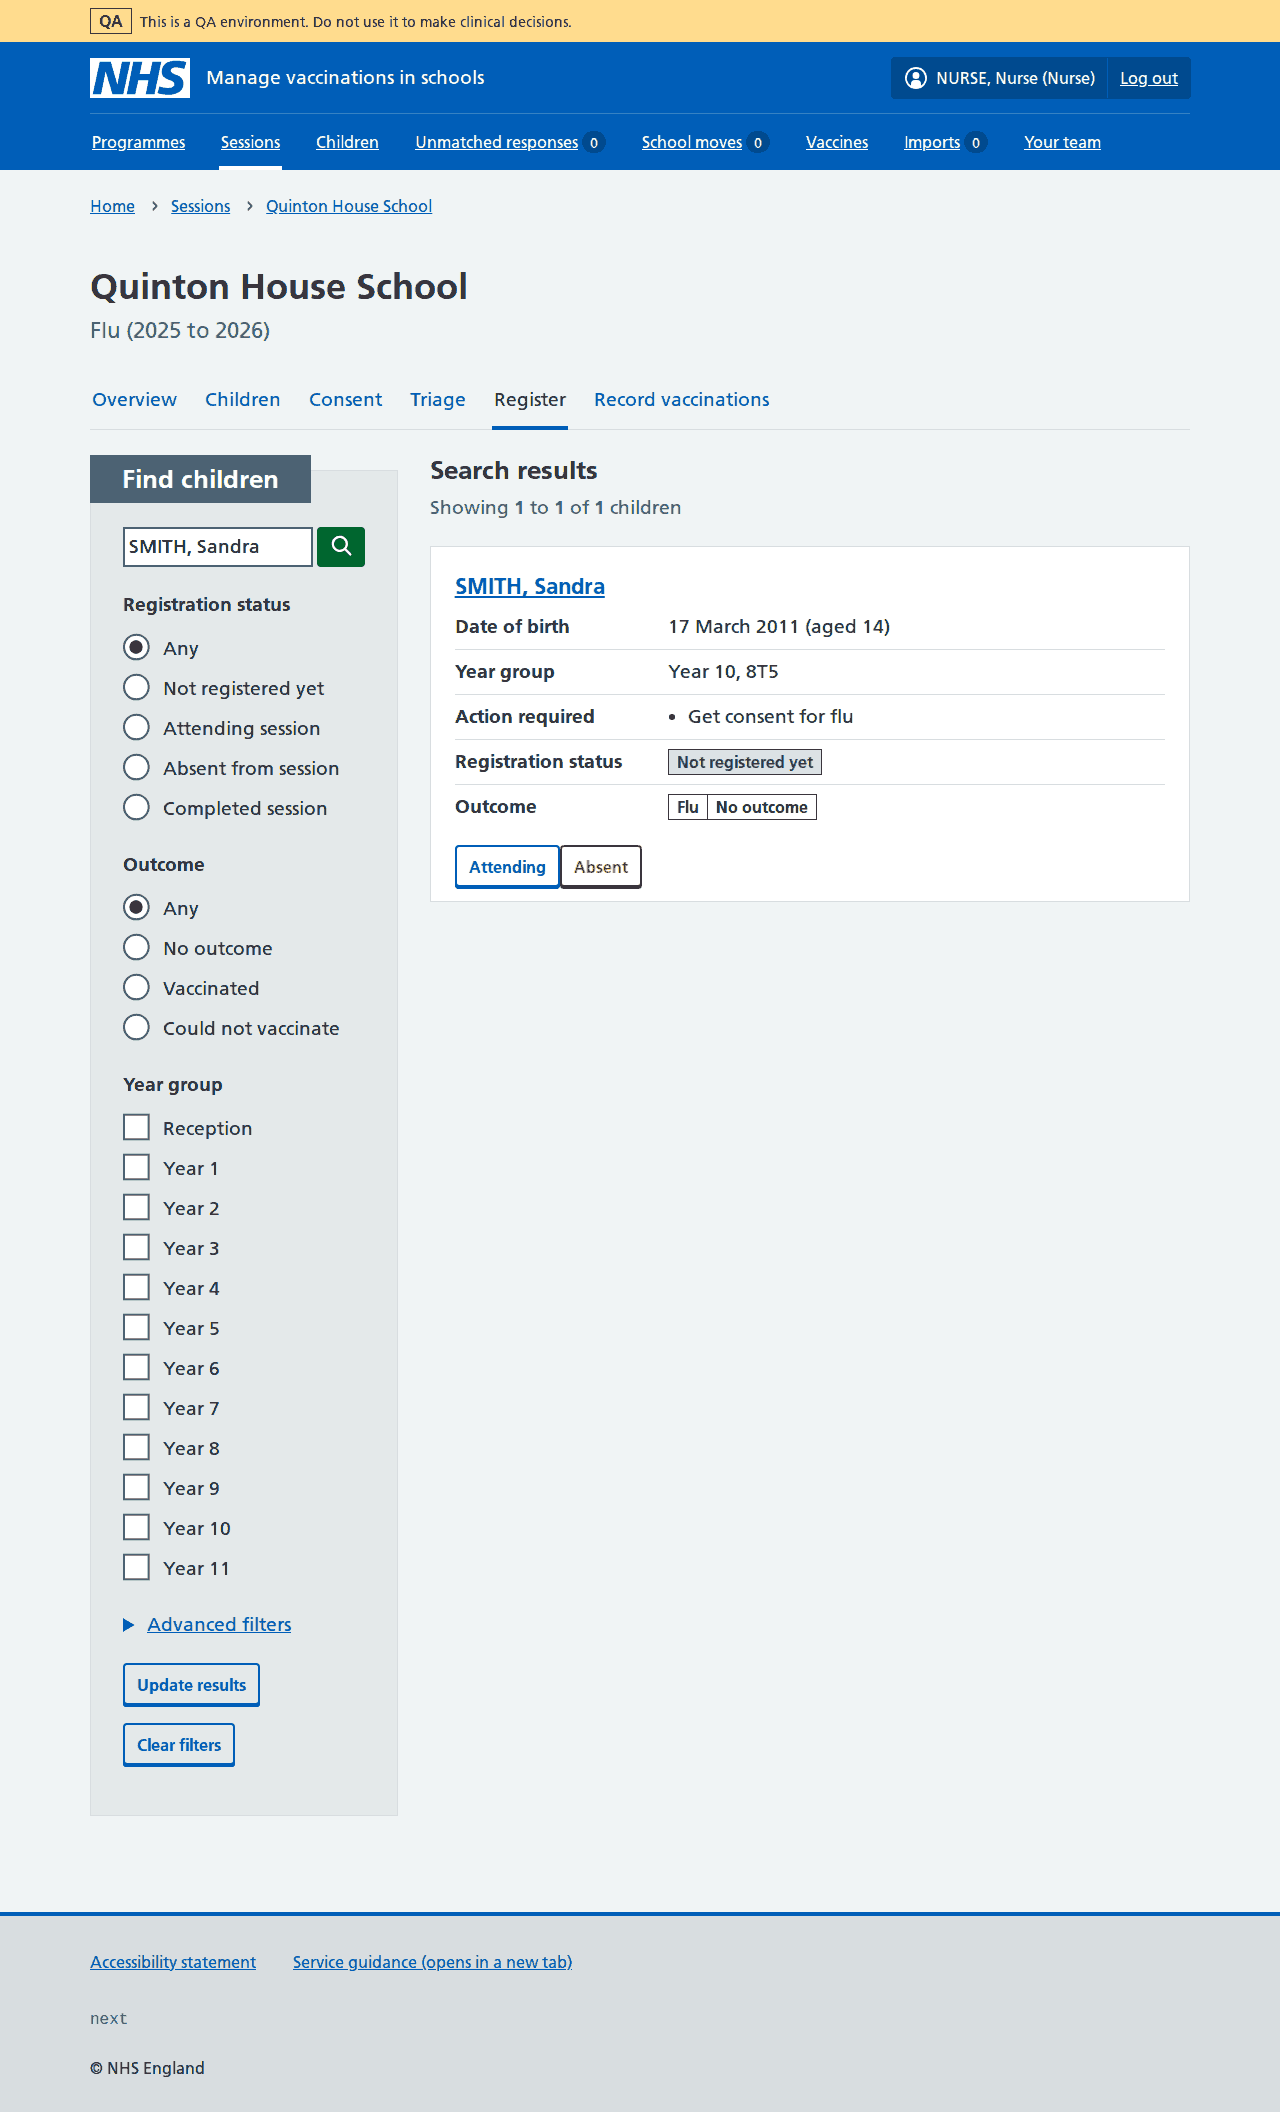 QA This is a QA environment. Do not use it to make clinical decisions.
NHS Manage vaccinations in schools NURSE, Nurse (Nurse) Log out
Programmes Sessions Children Unmatched responses 0 School moves 0 Vaccines Imports 0 Your team
Home Sessions Quinton House School
Quinton House School
Flu (2025 to 2026)
Overview Children Consent Triage Register Record vaccinations
Find children
SMITH, Sandra
Registration status
Any
Not registered yet
Attending session
Absent from session
Completed session
Outcome
Any
No outcome
Vaccinated
Could not vaccinate
Year group
Reception
Year 1
Year 2
Year 3
Year 4
Year 5
Year 6
Year 7
Year 8
Year 9
Year 10
Year 11
Advanced filters
Update results
Clear filters
Search results
Showing 1 to 1 of 1 children
SMITH, Sandra
Date of birth 17 March 2011 (aged 14)
Year group Year 10, 8T5
Action required • Get consent for flu
Registration status Not registered yet
Outcome Flu No outcome
Attending Absent
Accessibility statement Service guidance (opens in a new tab)
next
© NHS England